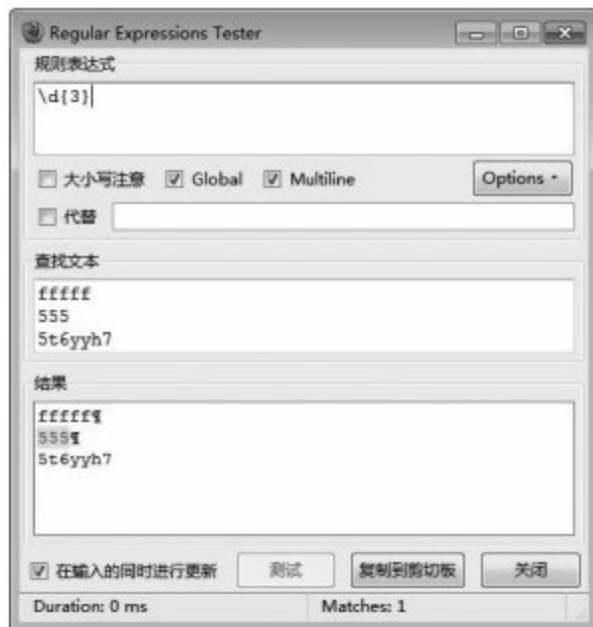 Regular Expressions Tester
规则表达式
\d{3}
大小写注意 Global Multiline Options
代替
查找文本
fffff
555
5t6yyh7
结果
fffff¶
555¶
5t6yyh7
在输入的同时进行更新 测试 复制到剪切板 关闭
Duration: 0 ms Matches: 1